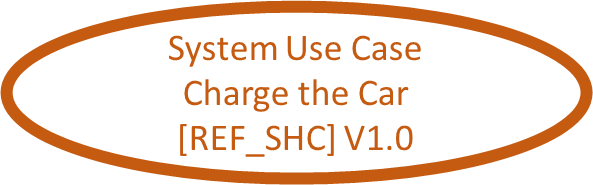 System Use Case
Charge the Car
[REF_SHC] V1.0